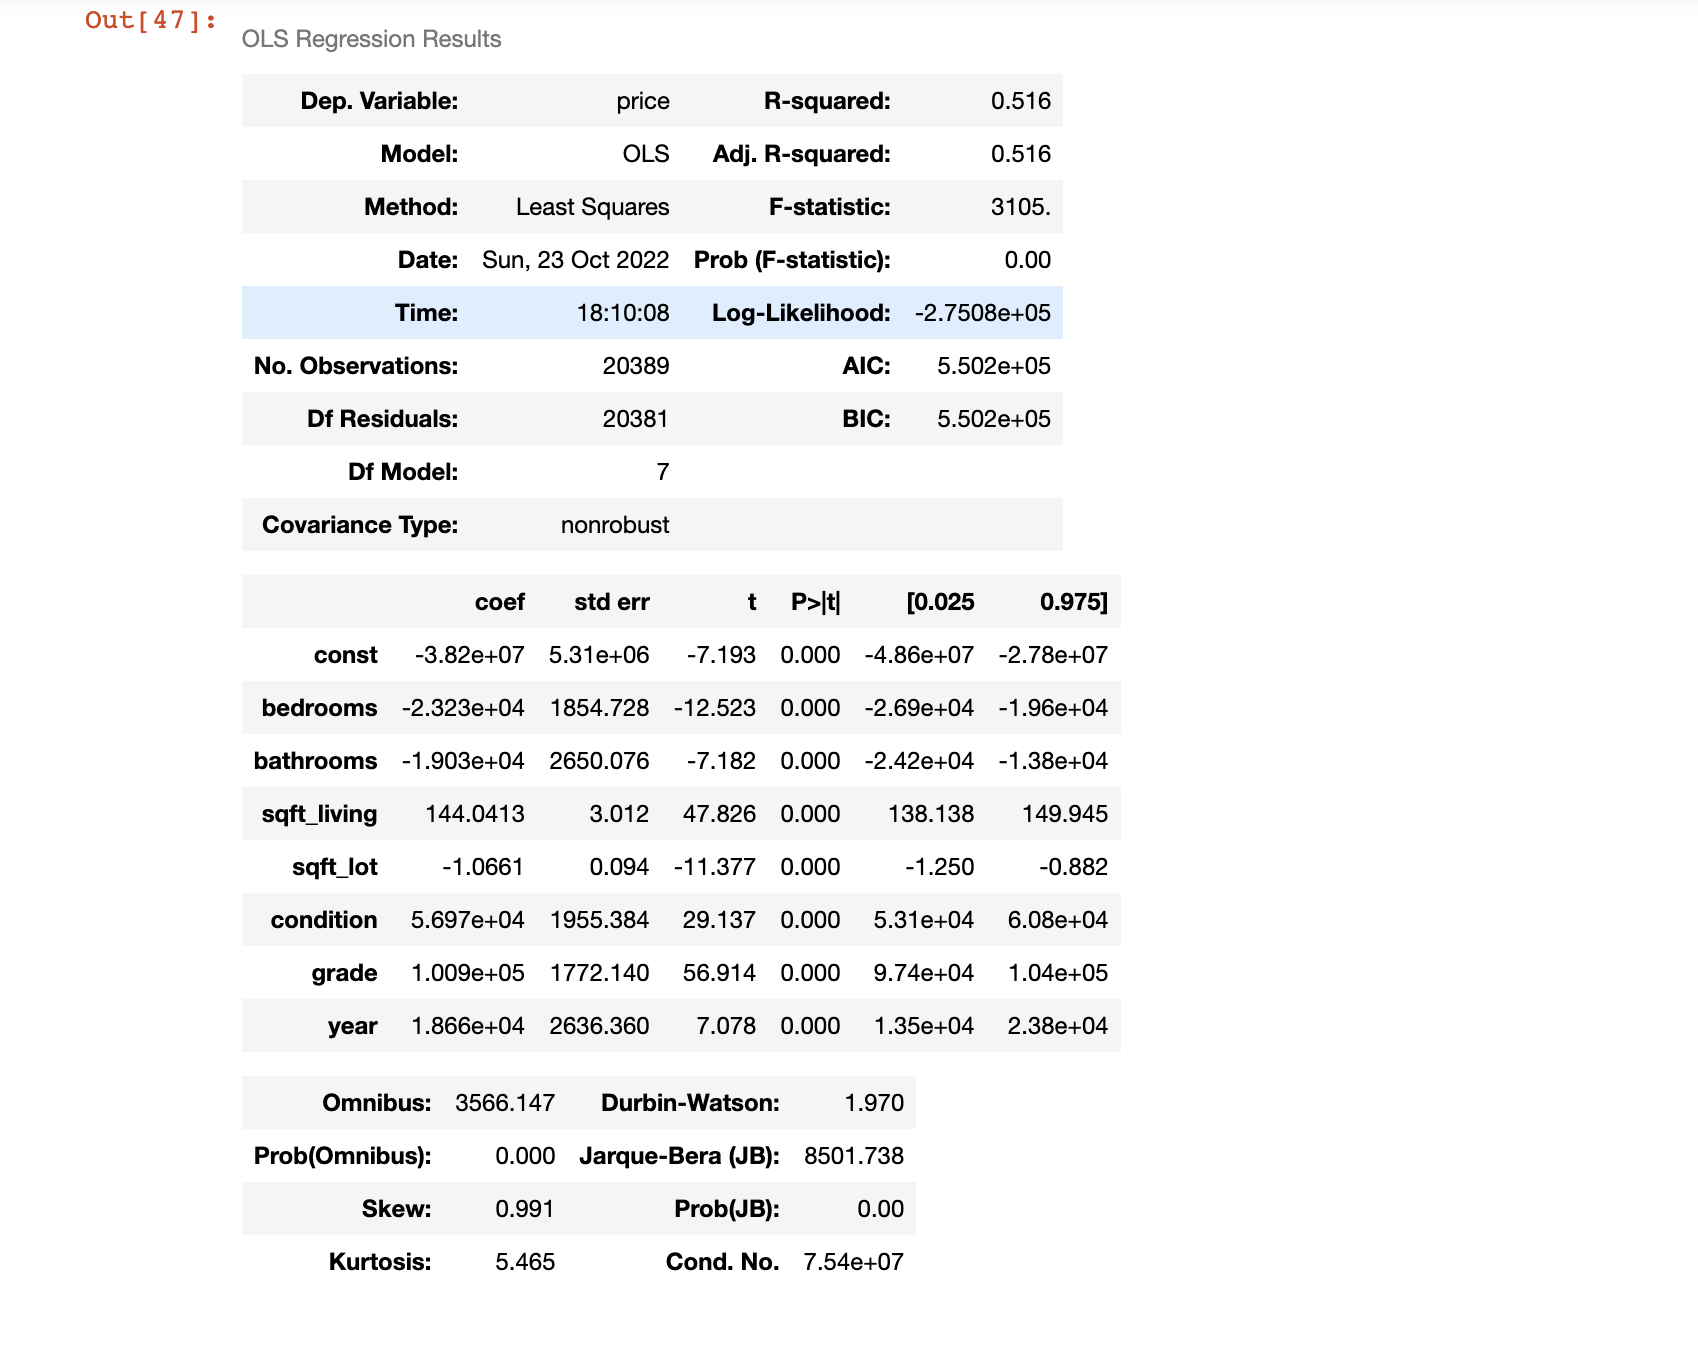 Out[47]:
OLS Regression Results
Dep. Variable: price R-squared: 0.516
Model: OLS Adj. R-squared: 0.516
Method: Least Squares F-statistic: 3105.
Date: Sun, 23 Oct 2022 Prob (F-statistic): 0.00
Time: 18:10:08 Log-Likelihood: -2.7508e+05
No. Observations: 20389 AIC: 5.502e+05
Df Residuals: 20381 BIC: 5.502e+05
Df Model: 7
Covariance Type: nonrobust
coef std err t P>|t| [0.025 0.975]
const -3.82e+07 5.31e+06 -7.193 0.000 -4.86e+07 -2.78e+07
bedrooms -2.323e+04 1854.728 -12.523 0.000 -2.69e+04 -1.96e+04
bathrooms -1.903e+04 2650.076 -7.182 0.000 -2.42e+04 -1.38e+04
sqft_living 144.0413 3.012 47.826 0.000 138.138 149.945
sqft_lot -1.0661 0.094 -11.377 0.000 -1.250 -0.882
condition 5.697e+04 1955.384 29.137 0.000 5.31e+04 6.08e+04
grade 1.009e+05 1772.140 56.914 0.000 9.74e+04 1.04e+05
year 1.866e+04 2636.360 7.078 0.000 1.35e+04 2.38e+04
Omnibus: 3566.147 Durbin-Watson: 1.970
Prob(Omnibus): 0.000 Jarque-Bera (JB): 8501.738
Skew: 0.991 Prob(JB): 0.00
Kurtosis: 5.465 Cond. No. 7.54e+07